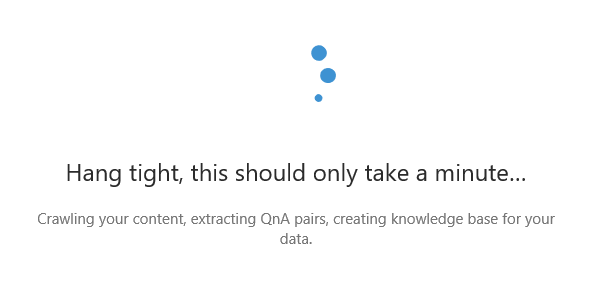 Hang tight, this should only take a minute...
Crawling your content, extracting QnA pairs, creating knowledge base for your
data.